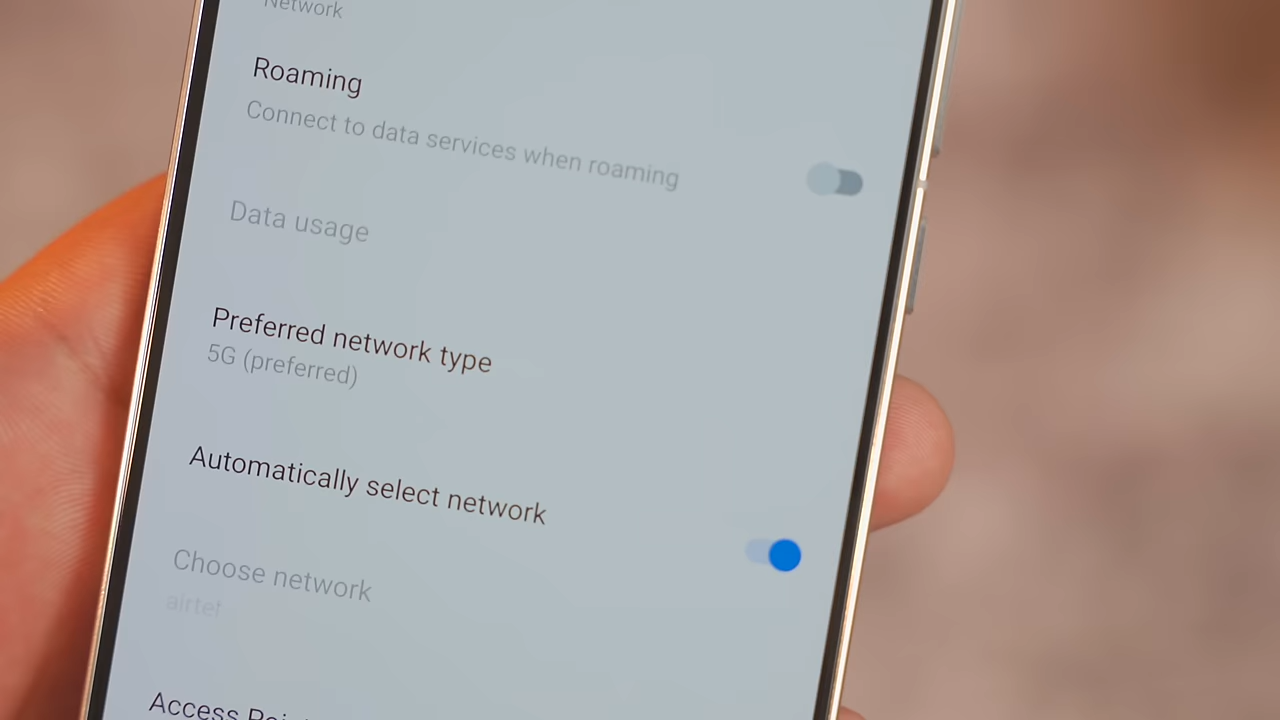 Network
Roaming
Connect to data services when roaming
Data usage
Preferred network type
5G (preferred)
Automatically select network
Choose network
airtel
Access